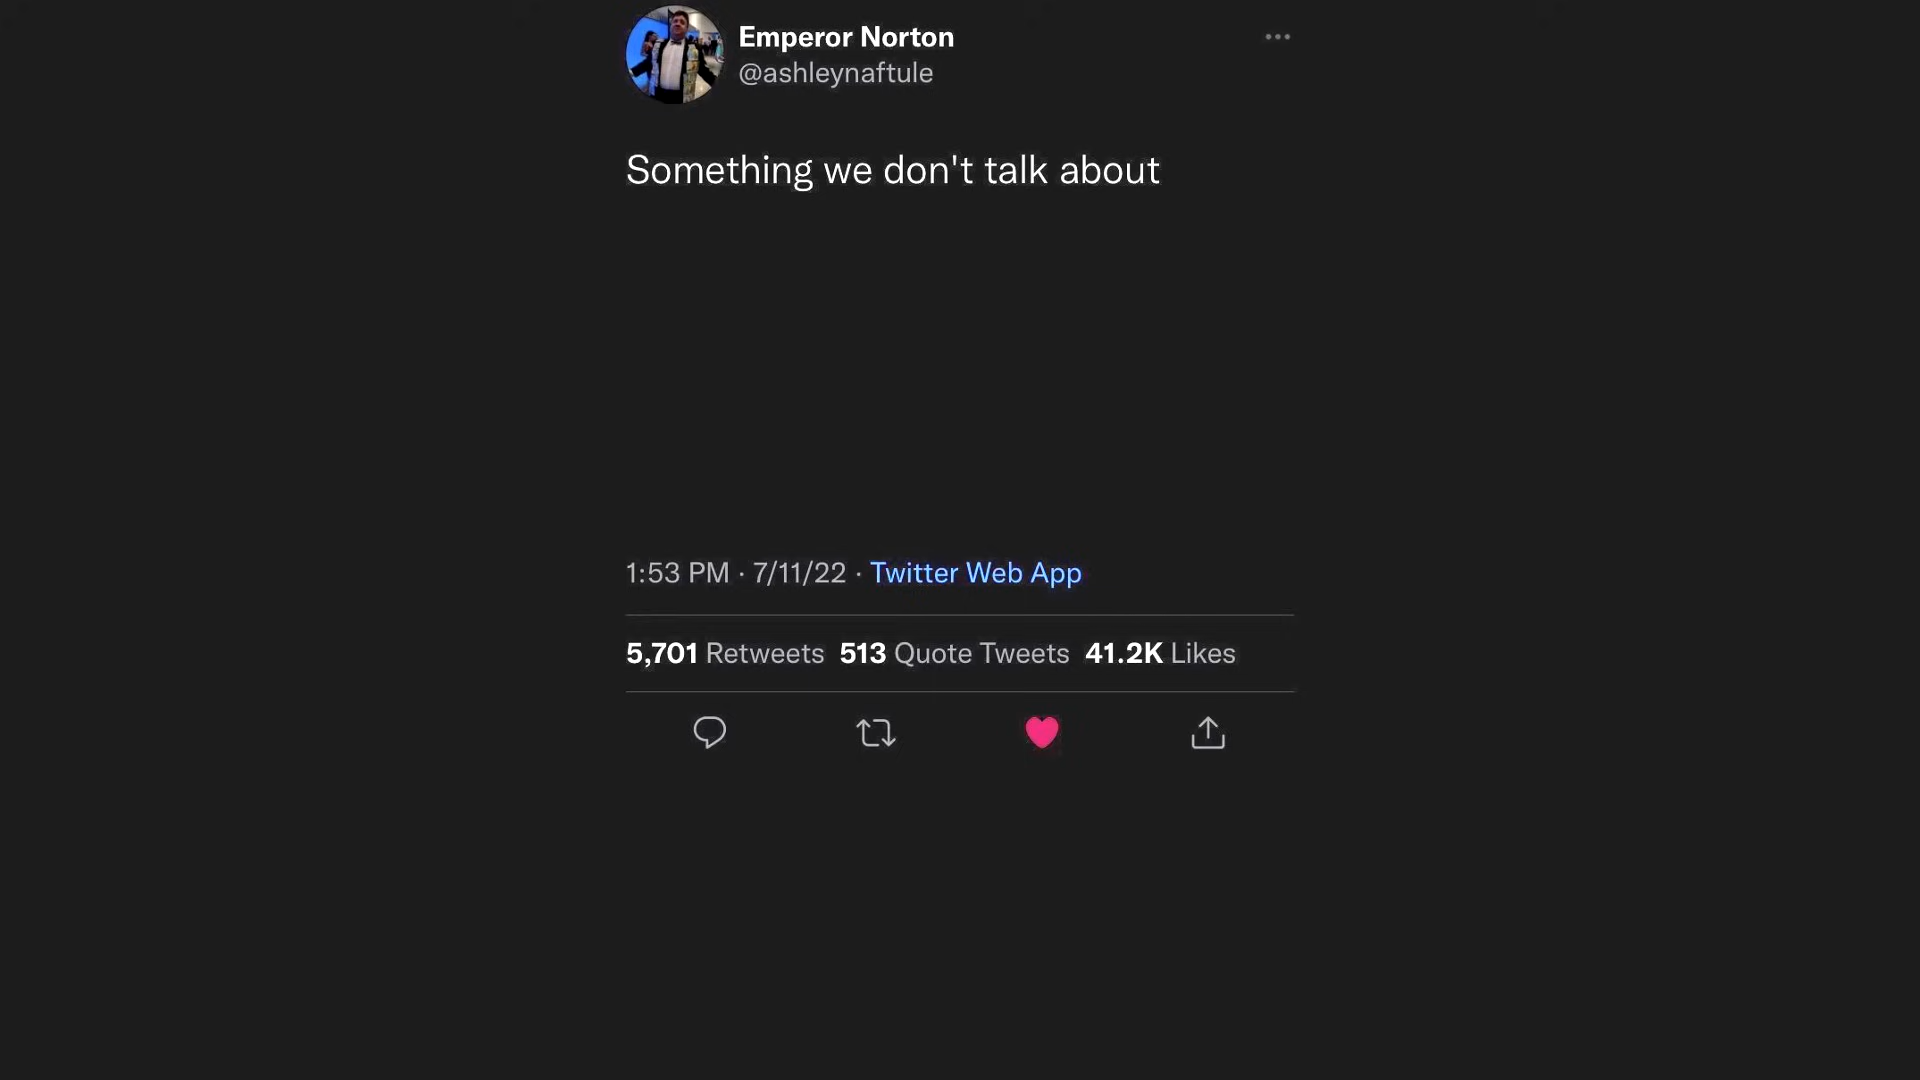 Emperor Norton
@ashleynaftule
Something we don't talk about
1:53 PM · 7/11/22 · Twitter Web App
5,701 Retweets 513 Quote Tweets 41.2K Likes